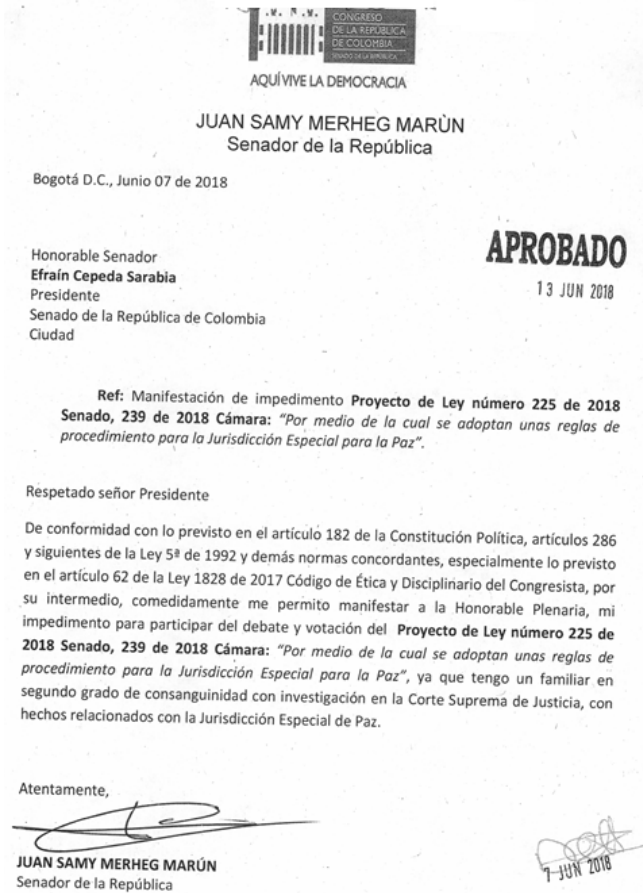 CONGRESO
DE LA REPÚBLICA
DE COLOMBIA
SENADO DE LA REPÚBLICA
AQUÍ VIVE LA DEMOCRACIA
JUAN SAMY MERHEG MARÙN
Senador de la República
Bogotá D.C., Junio 07 de 2018
APROBADO
13 JUN 2018
Honorable Senador
Efraín Cepeda Sarabia
Presidente
Senado de la República de Colombia
Ciudad
Ref: Manifestación de impedimento Proyecto de Ley número 225 de 2018
Senado, 239 de 2018 Cámara: “Por medio de la cual se adoptan unas reglas de
procedimiento para la Jurisdicción Especial para la Paz”.
Respetado señor Presidente
De conformidad con lo previsto en el artículo 182 de la Constitución Política, artículos 286
y siguientes de la Ley 5ª de 1992 y demás normas concordantes, especialmente lo previsto
en el artículo 62 de la Ley 1828 de 2017 Código de Ética y Disciplinario del Congresista, por
su intermedio, comedidamente me permito manifestar a la Honorable Plenaria, mi
impedimento para participar del debate y votación del Proyecto de Ley número 225 de
2018 Senado, 239 de 2018 Cámara: “Por medio de la cual se adoptan unas reglas de
procedimiento para la Jurisdicción Especial para la Paz”, ya que tengo un familiar en
segundo grado de consanguinidad con investigación en la Corte Suprema de Justicia, con
hechos relacionados con la Jurisdicción Especial de Paz.
Atentamente,
JUAN SAMY MERHEG MARÚN
Senador de la República
7 JUN 2018